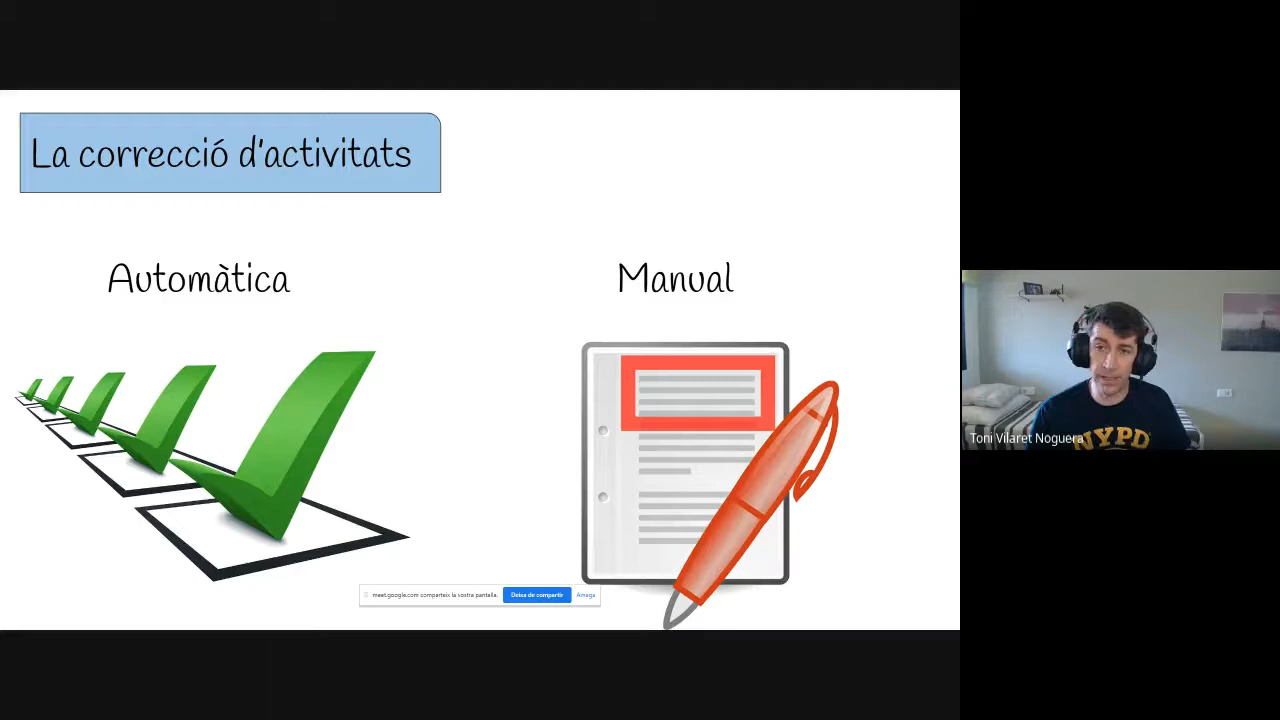 La correcció d'activitats
Automàtica
Manual
meet.google.com comparteix la vostra pantalla.
Deixa de compartir
Amaga
Toni Vilaret Noguera
NYPD